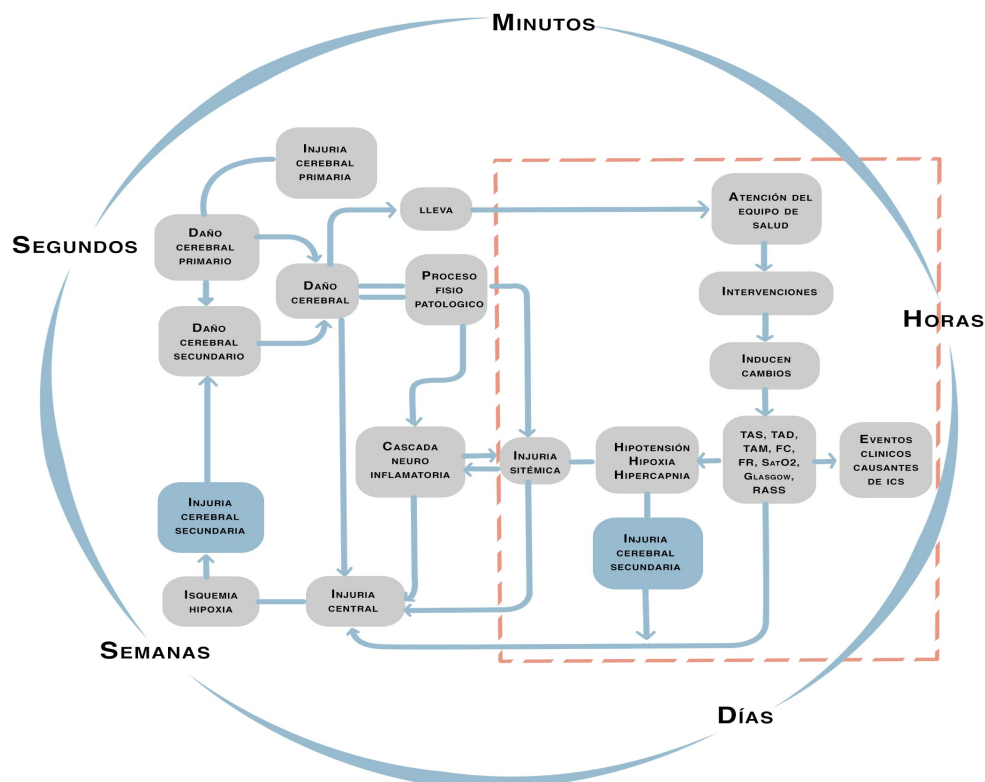 Minutos
Injuria
cerebral
primaria
Atención del
equipo de
salud
lleva
Segundos
Daño
cerebral
primario
Daño
cerebral
Proceso
fisio
patologico
Intervenciones
Horas
Daño
cerebral
secundario
Inducen
cambios
Cascada
neuro
inflamatoria
Injuria
sitémica
Hipotensión
Hipoxia
Hipercapnia
TAS, TAD,
TAM, FC,
FR, SatO2,
Glasgow,
RASS
Eventos
clinicos
causantes
de ics
Injuria
cerebral
secundaria
Injuria
cerebral
secundaria
Isquemia
hipoxia
Injuria
central
Semanas
Días